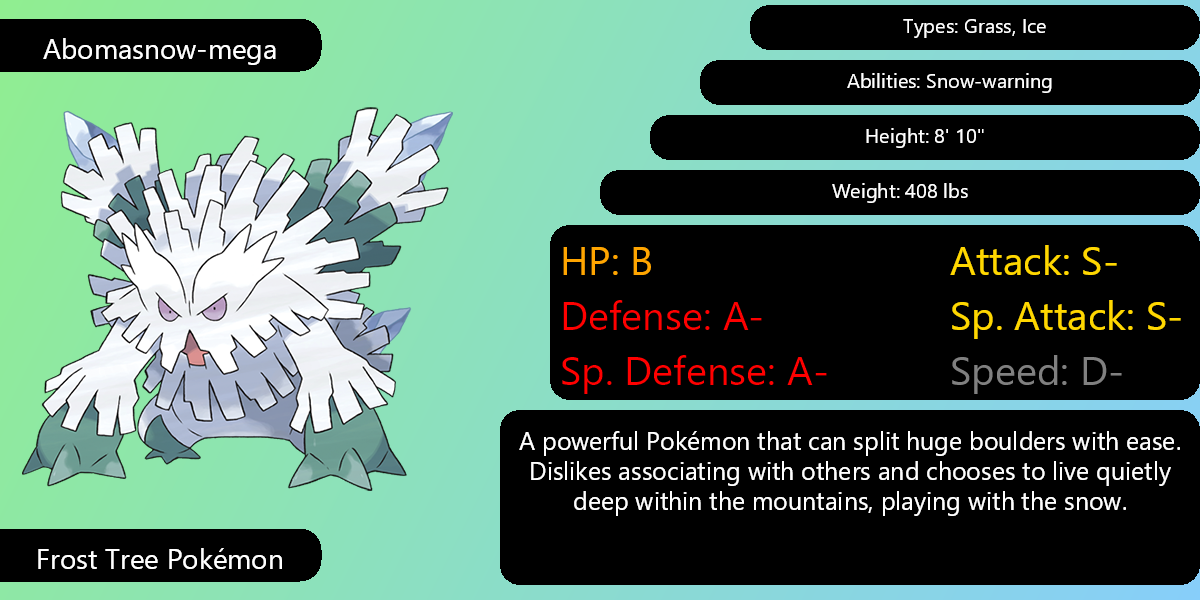 Abomasnow-mega
Types: Grass, Ice
Abilities: Snow-warning
Height: 8' 10"
Weight: 408 lbs
HP: B
Attack: S-
Defense: A-
Sp. Attack: S-
Sp. Defense: A-
Speed: D-
A powerful Pokémon that can split huge boulders with ease.
Dislikes associating with others and chooses to live quietly
deep within the mountains, playing with the snow.
Frost Tree Pokémon